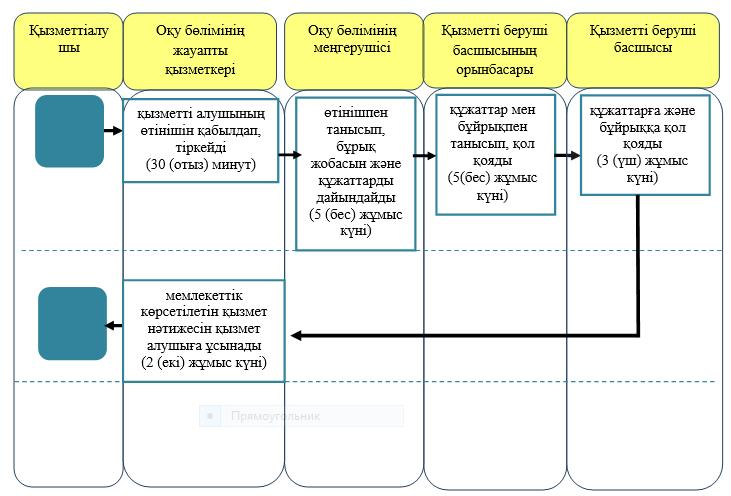 Қызметтіалу
шы
Оқу бөлімінің
жауапты
қызметкері
Оқу бөлімінің
меңгерушісі
Қызметті беруші
басшысының
орынбасары
Қызметті беруші
басшысы
қызметті алушының
өтінішін қабылдап,
тіркейді
(30 (отыз) минут)
өтінішпен
танысып,
бұрық
жобасын және
құжаттарды
дайындайды
(5 (бес) жұмыс
күні)
құжаттар мен
бұйрықпен
танысып, қол
қояды
(5(бес) жұмыс
күні)
құжаттарға және
бұйрыққа қол
қояды
(3 (үш) жұмыс
күні)
мемлекеттік
көрсетілетін қызмет
нәтижесін қызмет
алушыға ұсынады
(2 (екі) жұмыс күні)
Прямоугольник